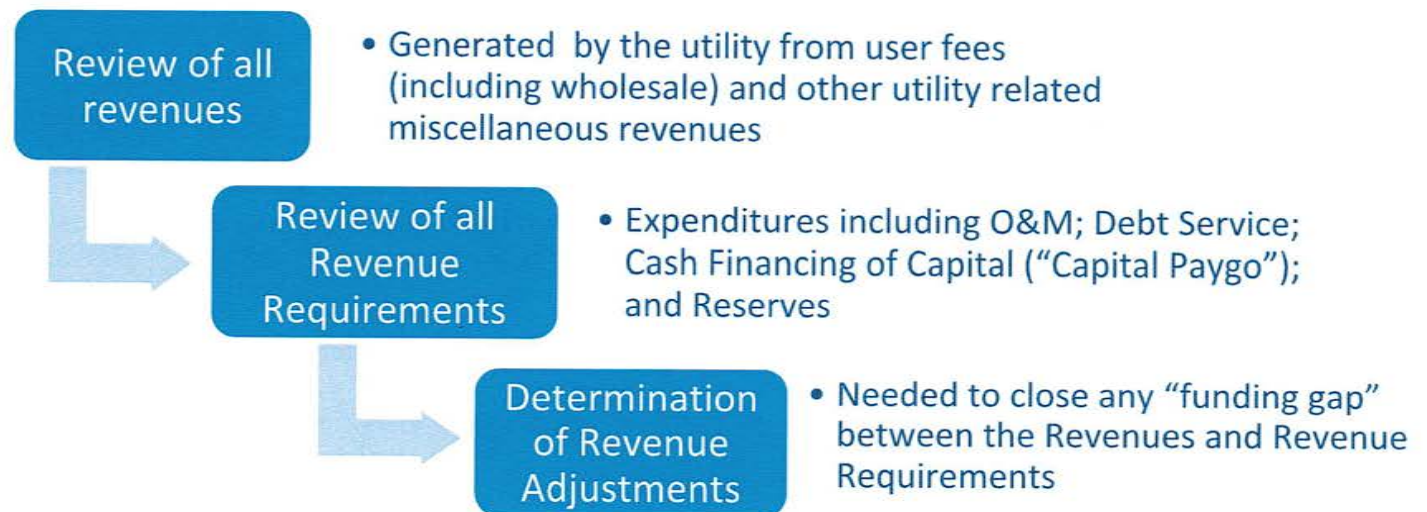 Review of all
revenues
• Generated by the utility from user fees
(including wholesale) and other utility related
miscellaneous revenues
Review of all
Revenue
Requirements
• Expenditures including O&M; Debt Service;
Cash Financing of Capital (“Capital Paygo”);
and Reserves
Determination
of Revenue
Adjustments
• Needed to close any “funding gap”
between the Revenues and Revenue
Requirements